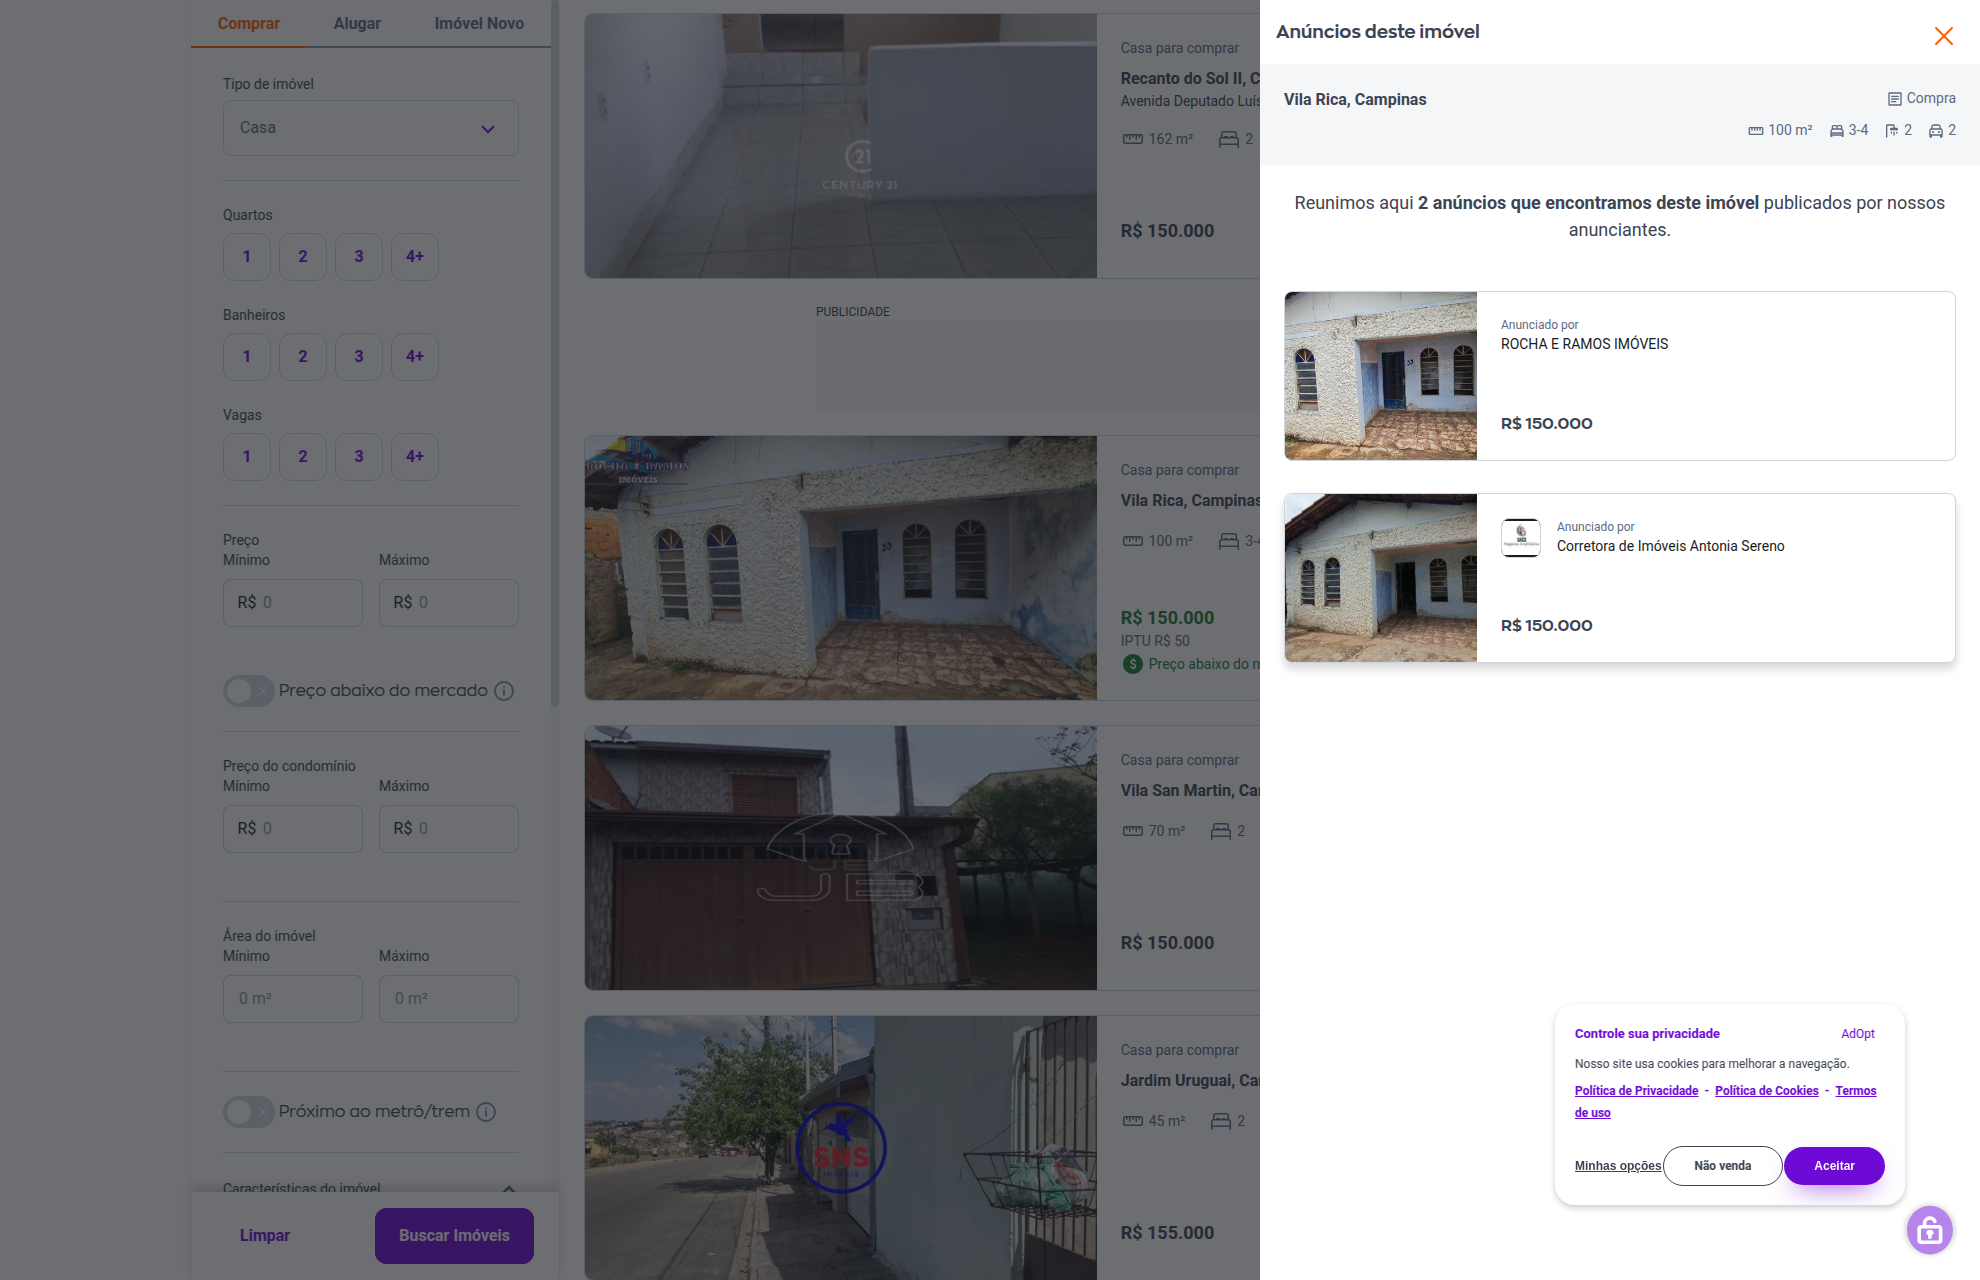 Comprar
Alugar
Imóvel Novo
Tipo de imóvel
Casa
Quartos
1
2
3
4+
Banheiros
1
2
3
4+
Vagas
1
2
3
4+
Preço
Mínimo
Máximo
R$ 0
R$ 0
Preço abaixo do mercado
Preço do condomínio
Mínimo
Máximo
R$ 0
R$ 0
Área do imóvel
Mínimo
Máximo
0 m²
0 m²
Próximo ao metrô/trem
Características do imóvel
Limpar
Buscar Imóveis
21
CENTURY 21
Casa para comprar
Recanto do Sol II, C
Avenida Deputado Luís
162 m²
2
R$ 150.000
PUBLICIDADE
ROCHA E RAMOS
IMÓVEIS
Casa para comprar
Vila Rica, Campinas
100 m²
3-4
R$ 150.000
IPTU R$ 50
Preço abaixo do m
JB
Casa para comprar
Vila San Martin, Ca
70 m²
2
R$ 150.000
SNS
IMÓVEIS
Casa para comprar
Jardim Uruguai, Ca
45 m²
2
R$ 155.000
Anúncios deste imóvel
Vila Rica, Campinas
Compra
100 m²
3-4
2
2
Reunimos aqui 2 anúncios que encontramos deste imóvel publicados por nossos
anunciantes.
Anunciado por
ROCHA E RAMOS IMÓVEIS
R$ 150.000
Anunciado por
Corretora de Imóveis Antonia Sereno
R$ 150.000
Controle sua privacidade
AdOpt
Nosso site usa cookies para melhorar a navegação.
Política de Privacidade - Política de Cookies - Termos
de uso
Minhas opções
Não venda
Aceitar